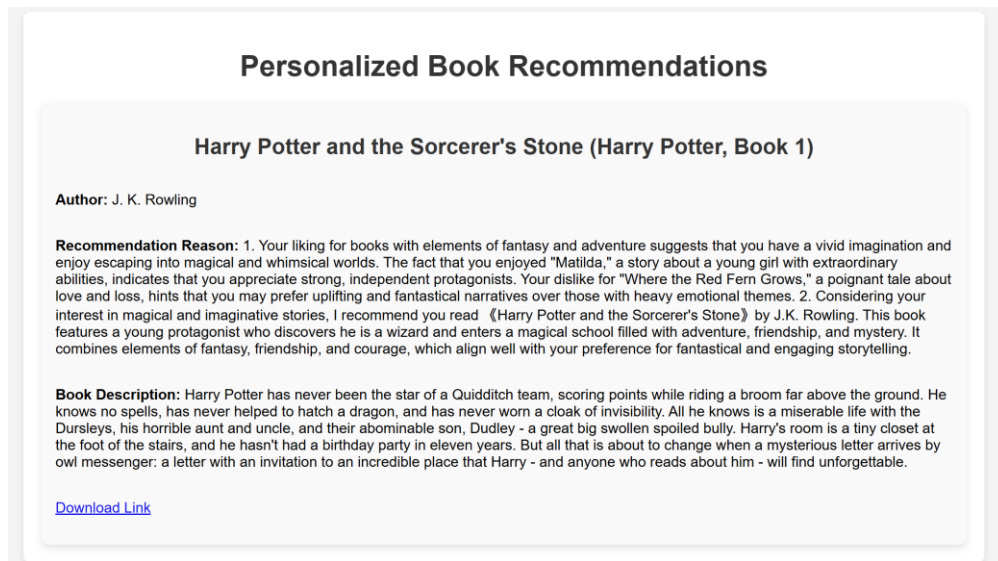 Personalized Book Recommendations
Harry Potter and the Sorcerer's Stone (Harry Potter, Book 1)
Author: J. K. Rowling
Recommendation Reason: 1. Your liking for books with elements of fantasy and adventure suggests that you have a vivid imagination and
enjoy escaping into magical and whimsical worlds. The fact that you enjoyed "Matilda," a story about a young girl with extraordinary
abilities, indicates that you appreciate strong, independent protagonists. Your dislike for "Where the Red Fern Grows," a poignant tale about
love and loss, hints that you may prefer uplifting and fantastical narratives over those with heavy emotional themes. 2. Considering your
interest in magical and imaginative stories, I recommend you read 《Harry Potter and the Sorcerer's Stone》by J.K. Rowling. This book
features a young protagonist who discovers he is a wizard and enters a magical school filled with adventure, friendship, and mystery. It
combines elements of fantasy, friendship, and courage, which align well with your preference for fantastical and engaging storytelling.
Book Description: Harry Potter has never been the star of a Quidditch team, scoring points while riding a broom far above the ground. He
knows no spells, has never helped to hatch a dragon, and has never worn a cloak of invisibility. All he knows is a miserable life with the
Dursleys, his horrible aunt and uncle, and their abominable son, Dudley - a great big swollen spoiled bully. Harry's room is a tiny closet at
the foot of the stairs, and he hasn't had a birthday party in eleven years. But all that is about to change when a mysterious letter arrives by
owl messenger: a letter with an invitation to an incredible place that Harry - and anyone who reads about him - will find unforgettable.
Download Link